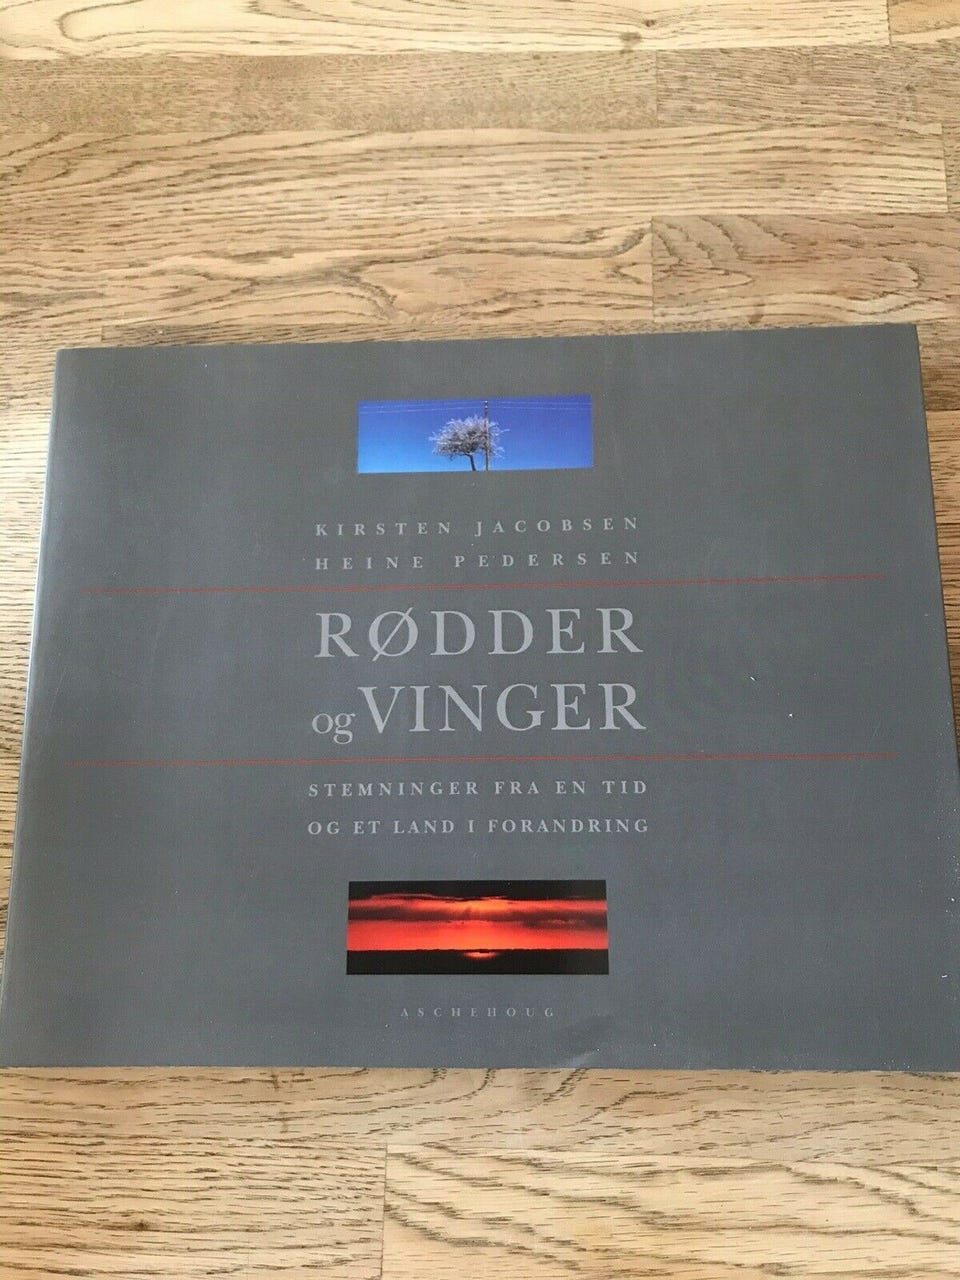 KIRSTEN JACOBSEN
HEINE PEDERSEN
RØDDER
og VINGER
STEMNINGER FRA EN TID
OG ET LAND I FORANDRING
ASCHEHOUG